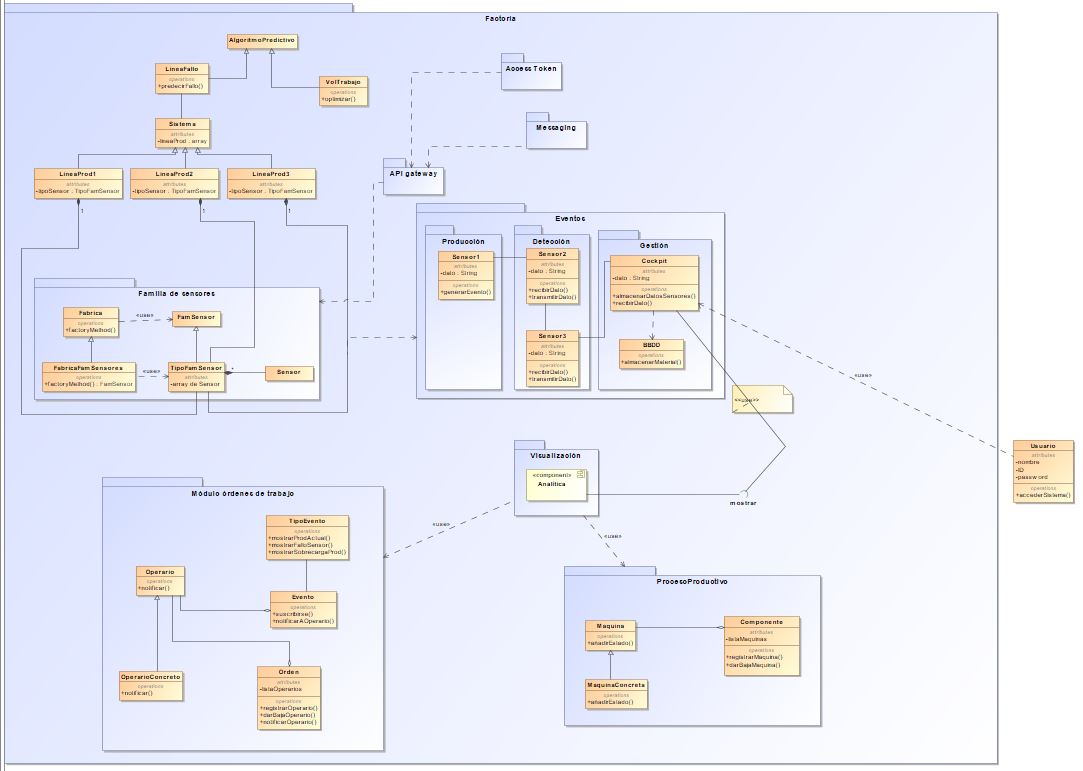 Factoria
AlgoritmoPredictivo
LineaFallo
operations
+predecirFallo()
VolTrabajo
operations
+optimizar()
Sistema
attributes
-lineaProd : array
LineaProd1
attributes
-tipoSensor : TipoFamSensor
LineaProd2
attributes
-tipoSensor : TipoFamSensor
LineaProd3
attributes
-tipoSensor : TipoFamSensor
1
1
1
Access Token
Messaging
API gateway
Familia de sensores
Fabrica
operations
+factoryMethod()
«use»
FamSensor
FabricaFamSensores
operations
+factoryMethod() : FamSensor
«use»
TipoFamSensor
attributes
-array de Sensor
*
Sensor
Eventos
Producción
Sensor1
attributes
-dato : String
operations
+generarEvento()
Detección
Sensor2
attributes
-dato : String
operations
+recibirDato()
+transmitirDato()
Sensor3
attributes
-dato : String
operations
+recibirDato()
+transmitirDato()
Gestión
Cockpit
attributes
-dato : String
operations
+almacenarDatosSensores()
+recibirDato()
BBDD
operations
+almacenarMaterial()
<<use>>
«use»
Usuario
attributes
-nombre
-ID
-password
operations
+accederSistema()
Visualización
«component»
Analítica
mostrar
«use»
«use»
Módulo órdenes de trabajo
TipoEvento
operations
+mostrarProdActual()
+mostrarFalloSensor()
+mostrarSobrecargaProd()
Operario
operations
+notificar()
Evento
operations
+suscribirse()
+notificarAOperario()
OperarioConcreto
operations
+notificar()
Orden
attributes
-listaOperarios
operations
+registrarOperario()
+darBajaOperario()
+notificarOperario()
ProcesoProductivo
Maquina
operations
+añadirEstado()
Componente
attributes
-listaMaquinas
operations
+registrarMaquina()
+darBajaMaquina()
MaquinaConcreta
operations
+añadirEstado()